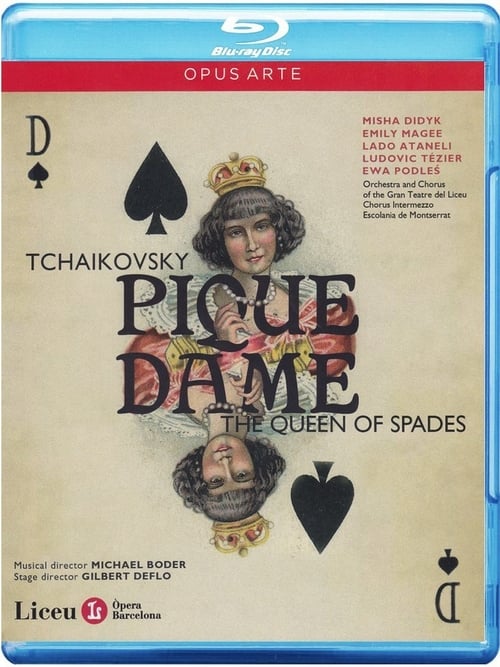 Blu-ray Disc
OPUS ARTE
D
MISHA DIDYK
EMILY MAGEE
LADO ATANELI
LUDOVIC TÉZIER
EWA PODLEŚ
Orchestra and Chorus
of the Gran Teatre del Liceu
Chorus Intermezzo
Escolania de Montserrat
TCHAIKOVSKY
PIQUE
DAME
THE QUEEN OF SPADES
Musical director MICHAEL BODER
Stage director GILBERT DEFLO
Liceu
Òpera
Barcelona
D